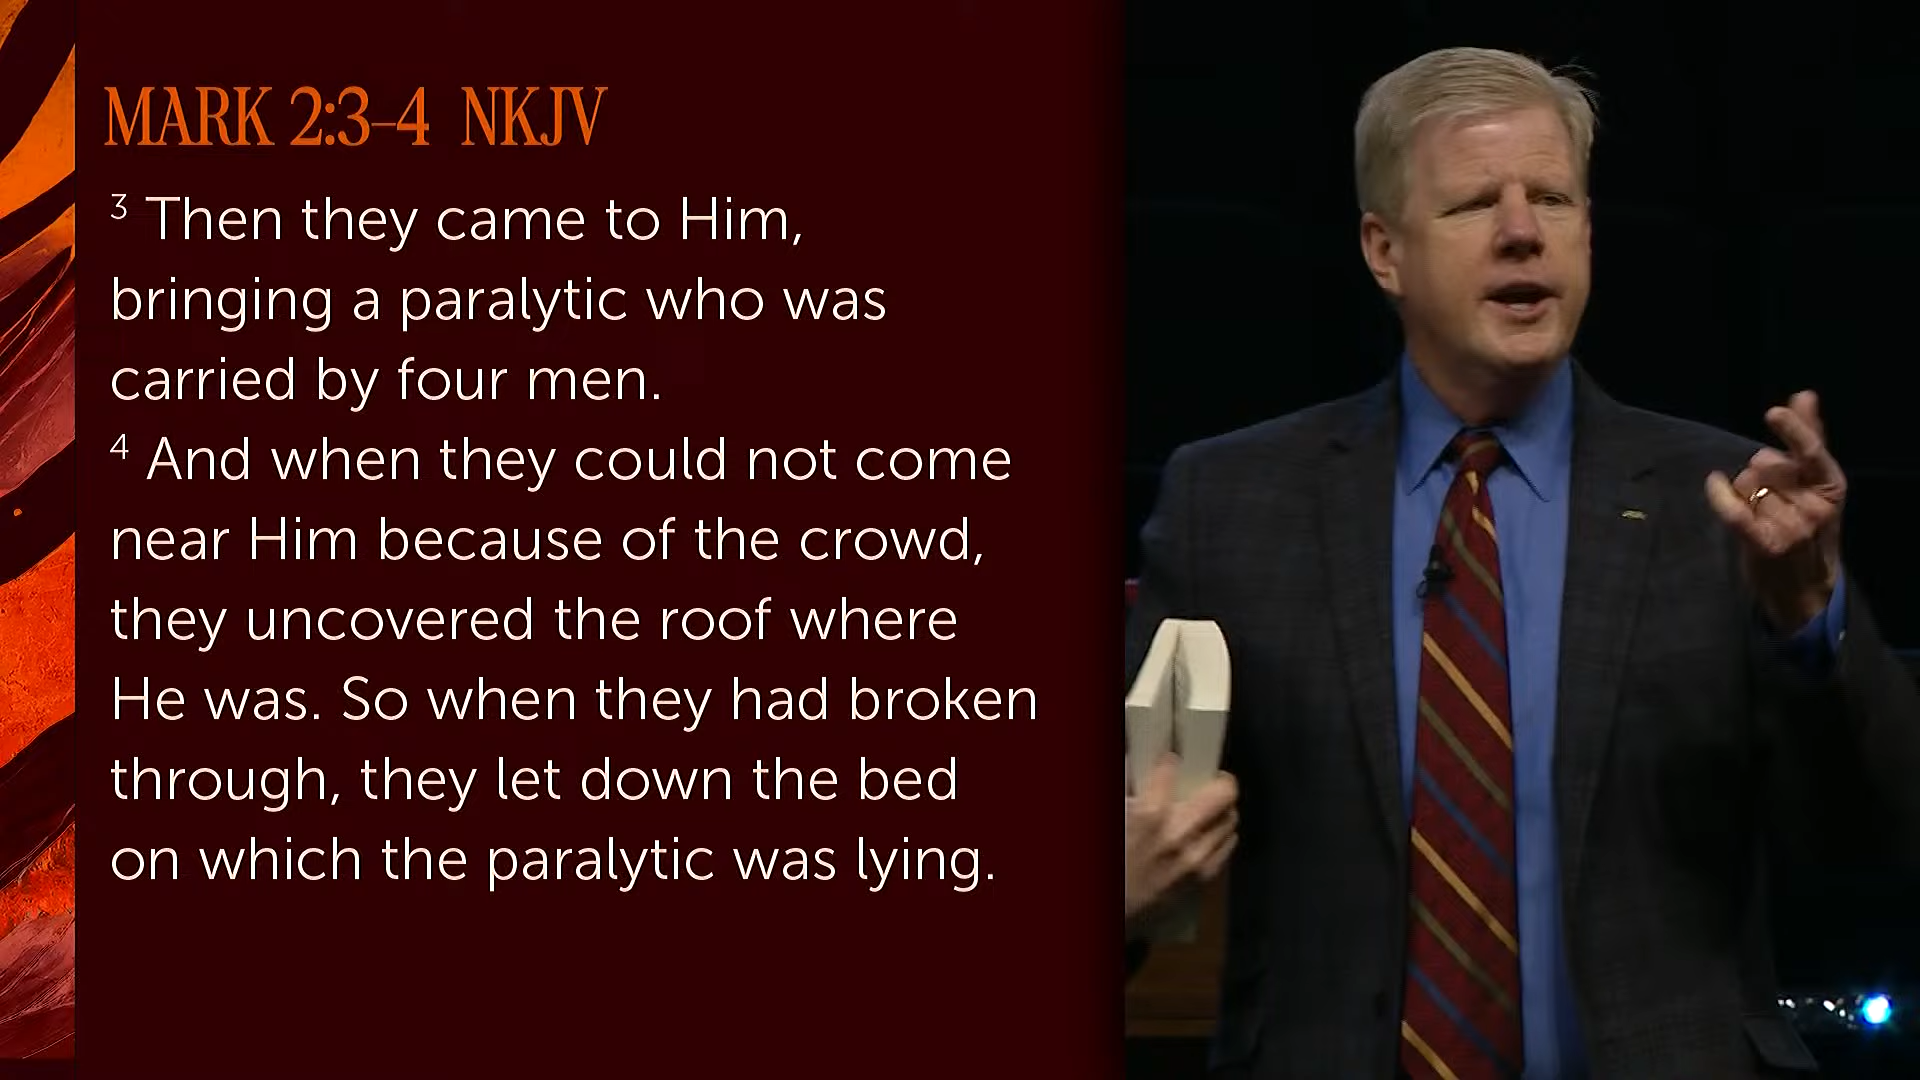 MARK 2:3–4 NKJV
3 Then they came to Him,
bringing a paralytic who was
carried by four men.
4 And when they could not come
near Him because of the crowd,
they uncovered the roof where
He was. So when they had broken
through, they let down the bed
on which the paralytic was lying.